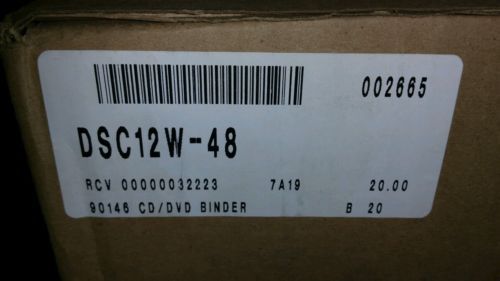 002665
DSC12W-48
RCV 00000032223 7A19 20.00
90146 CD/DVD BINDER B 20